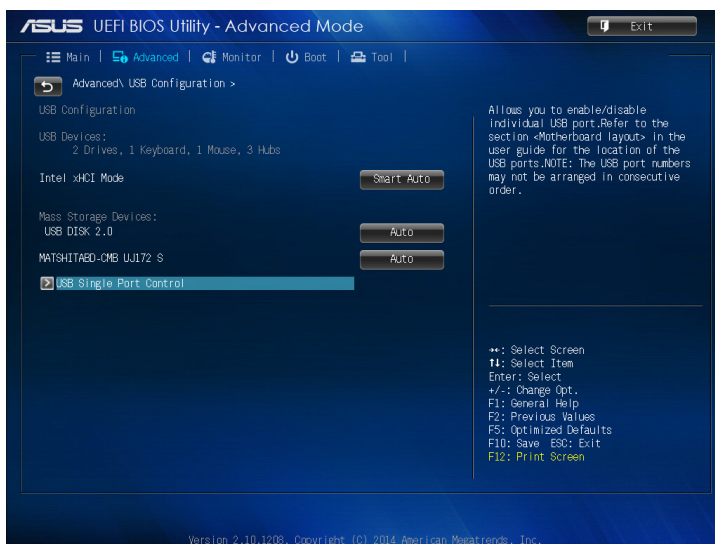 ASUS UEFI BIOS Utility - Advanced Mode
Exit
Main
Advanced
Monitor
Boot
Tool
Advanced\ USB Configuration >
USB Configuration
USB Devices:
2 Drives, 1 Keyboard, 1 Mouse, 3 Hubs
Intel xHCI Mode
Smart Auto
Mass Storage Devices:
USB DISK 2.0
Auto
MATSHITABD-CMB UJ172 S
Auto
USB Single Port Control
Allows you to enable/disable
individual USB port.Refer to the
section <Motherboard layout> in the
user guide for the location of the
USB ports.NOTE: The USB port numbers
may not be arranged in consecutive
order.
→←: Select Screen
↑↓: Select Item
Enter: Select
+/-: Change Opt.
F1: General Help
F2: Previous Values
F5: Optimized Defaults
F10: Save ESC: Exit
F12: Print Screen
Version 2.10.1208. Copyright (C) 2014 American Megatrends, Inc.